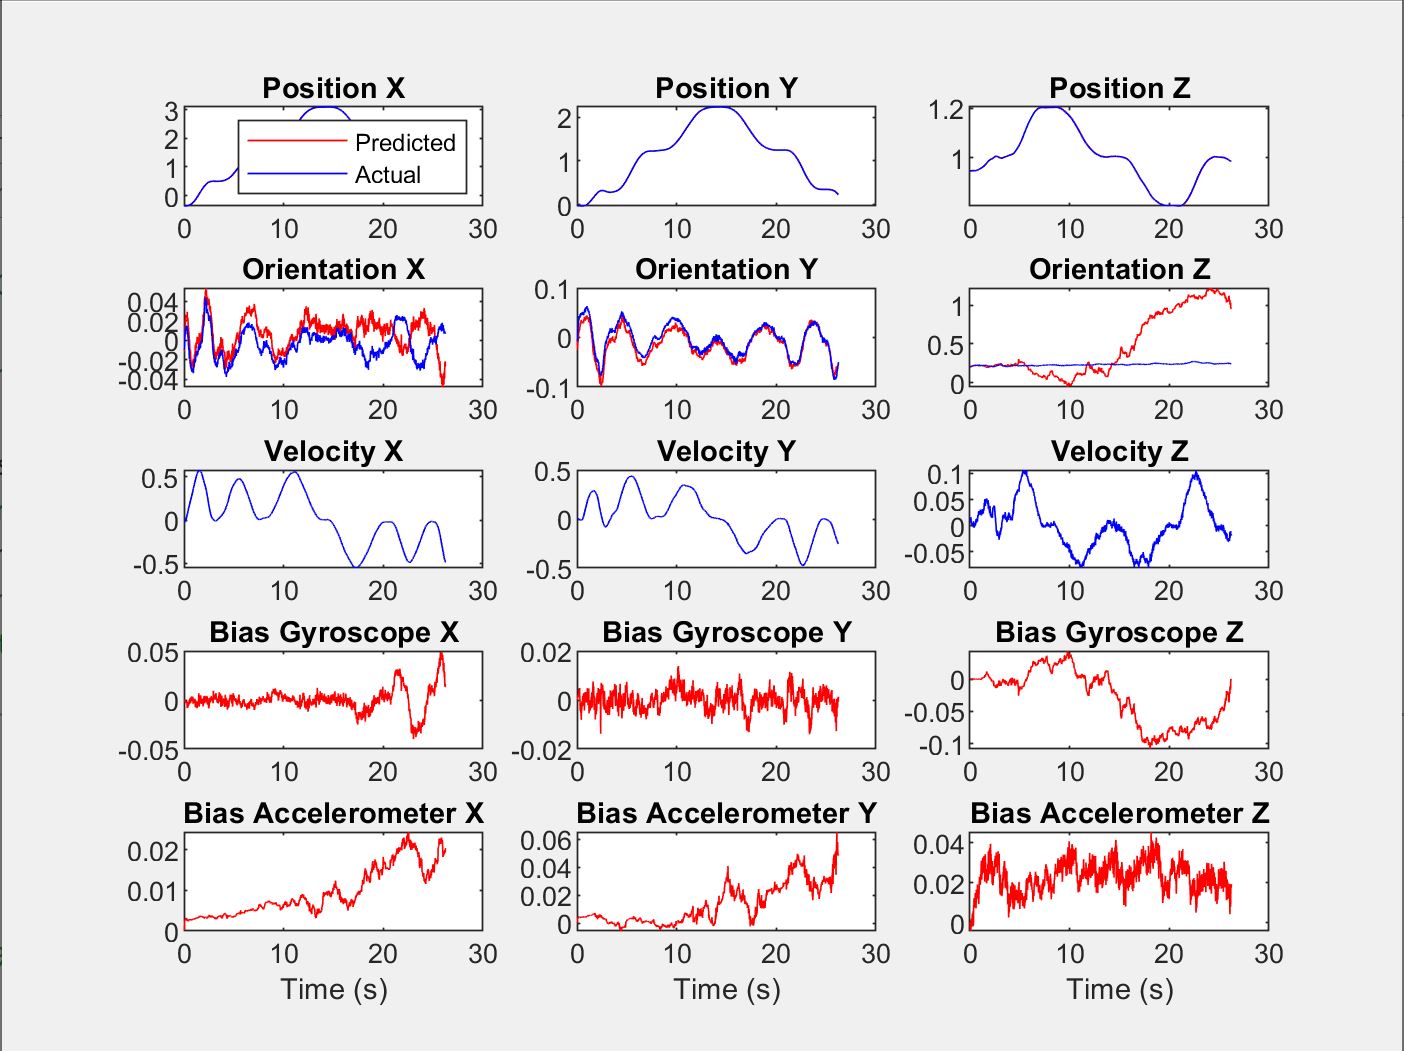 Position X
3
2
1
0
0 10 20 30
Predicted
Actual
Position Y
2
1
0
0 10 20 30
Position Z
1.2
1
0 10 20 30
Orientation X
0.04
0.02
0
-0.02
-0.04
0 10 20 30
Orientation Y
0.1
0
-0.1
0 10 20 30
Orientation Z
1
0.5
0
0 10 20 30
Velocity X
0.5
0
-0.5
0 10 20 30
Velocity Y
0.5
0
-0.5
0 10 20 30
Velocity Z
0.1
0.05
0
-0.05
0 10 20 30
Bias Gyroscope X
0.05
0
-0.05
0 10 20 30
Bias Gyroscope Y
0.02
0
-0.02
0 10 20 30
Bias Gyroscope Z
0
-0.05
-0.1
0 10 20 30
Bias Accelerometer X
0.02
0.01
0
0 10 20 30
Time (s)
Bias Accelerometer Y
0.06
0.04
0.02
0
0 10 20 30
Time (s)
Bias Accelerometer Z
0.04
0.02
0
0 10 20 30
Time (s)